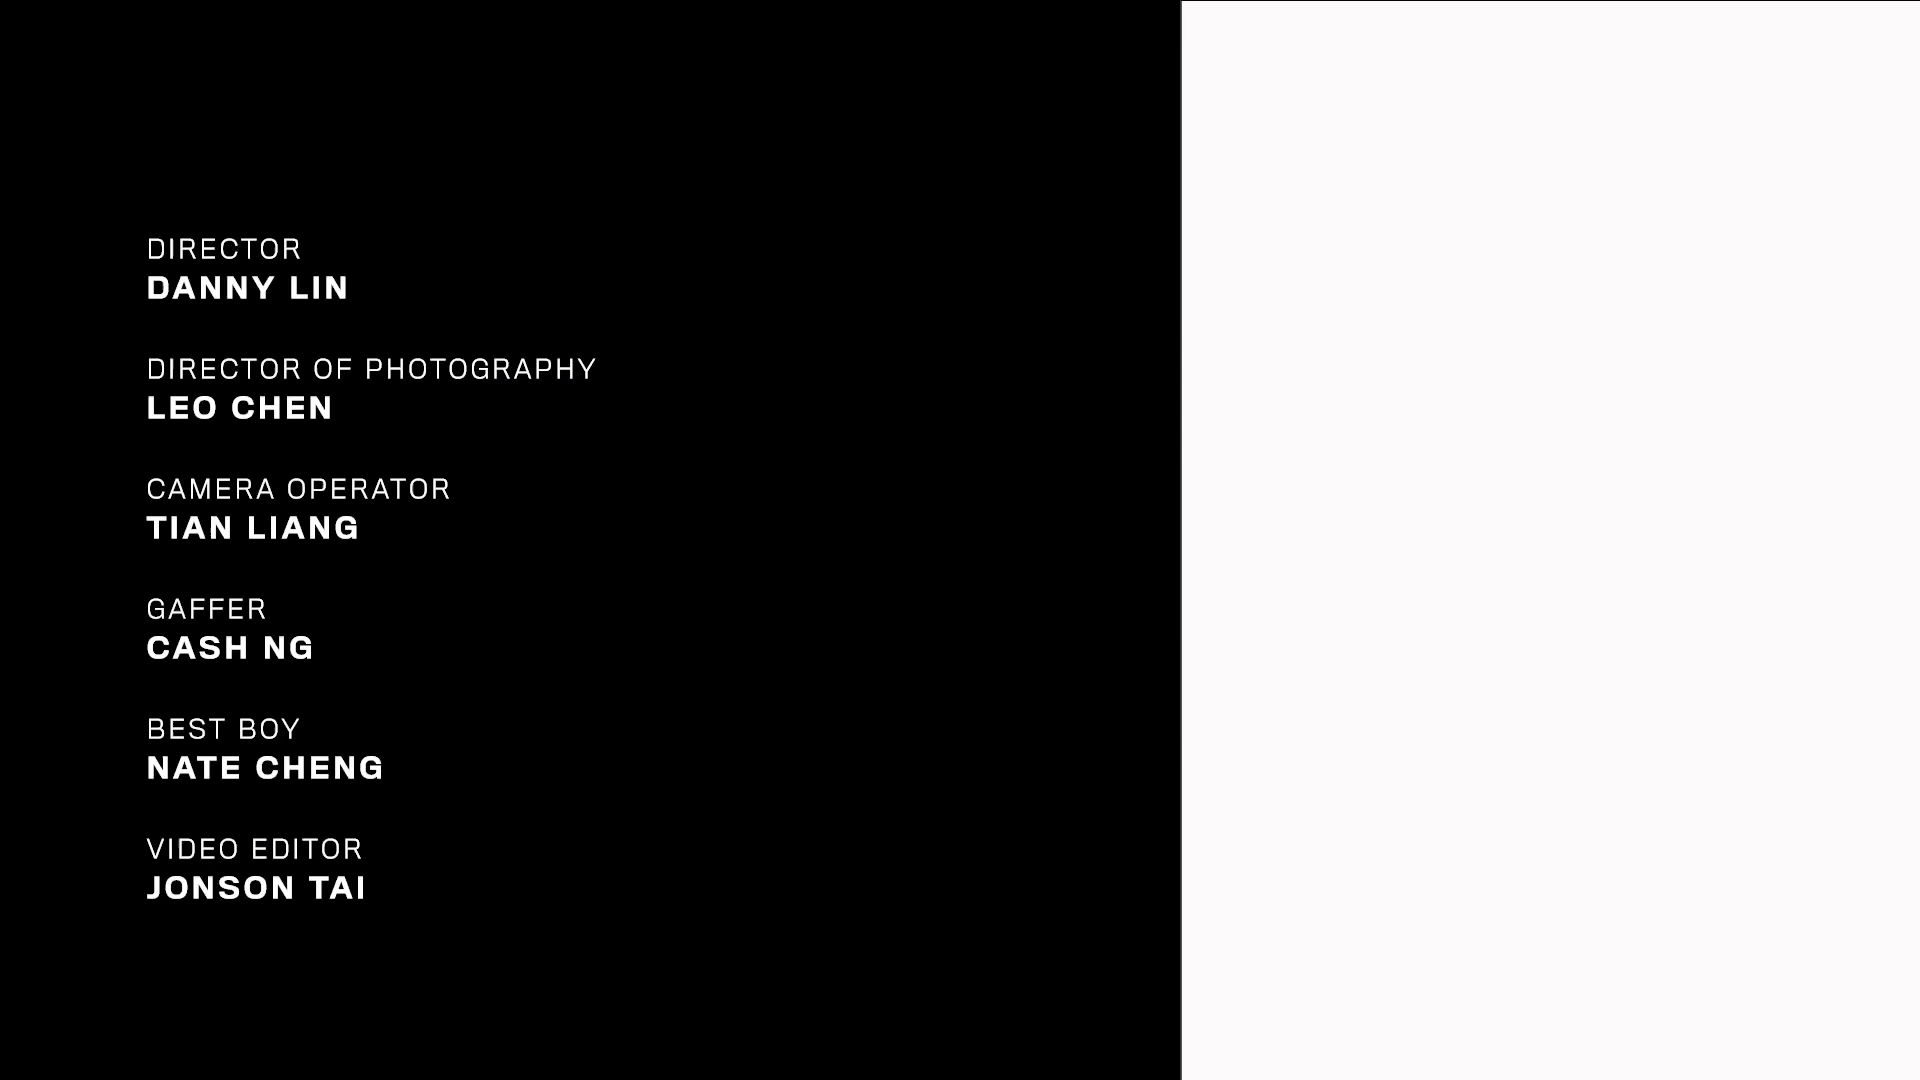 DIRECTOR
DANNY LIN
DIRECTOR OF PHOTOGRAPHY
LEO CHEN
CAMERA OPERATOR
TIAN LIANG
GAFFER
CASH NG
BEST BOY
NATE CHENG
VIDEO EDITOR
JONSON TAI